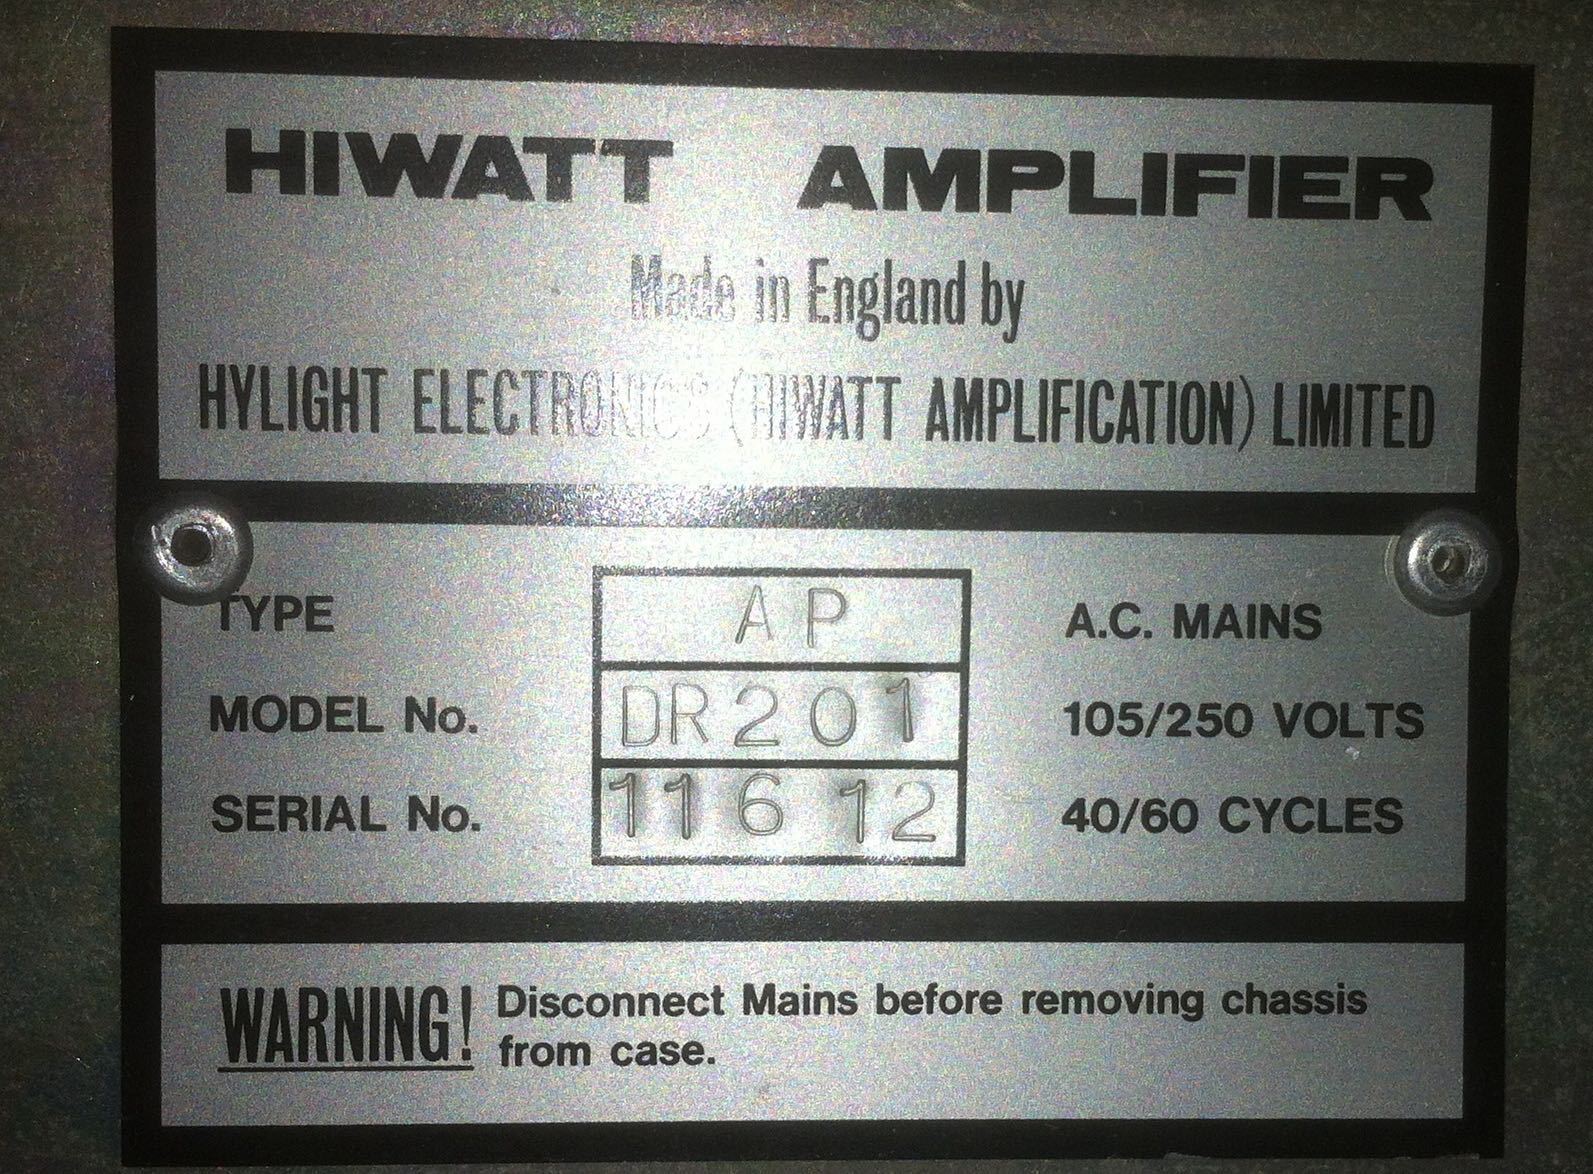 HIWATT AMPLIFIER
Made in England by
HYLIGHT ELECTRONICS (HIWATT AMPLIFICATION) LIMITED
TYPE AP A.C. MAINS
MODEL No. DR201 105/250 VOLTS
SERIAL No. 11612 40/60 CYCLES
WARNING! Disconnect Mains before removing chassis
from case.